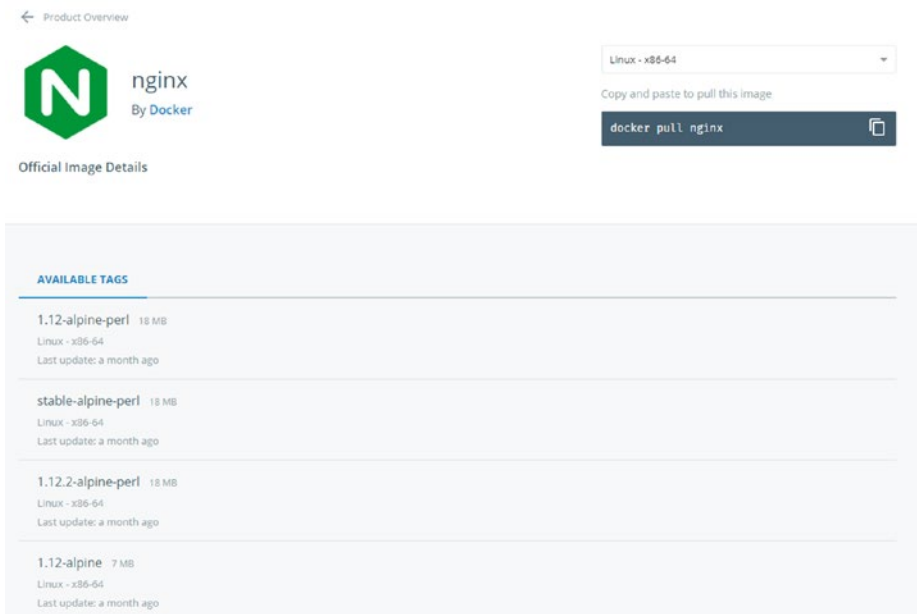 Product Overview
N
nginx
By Docker
Official Image Details
Linux - x86-64
Copy and paste to pull this image
docker pull nginx
AVAILABLE TAGS
1.12-alpine-perl 18 MB
Linux - x86-64
Last update: a month ago
stable-alpine-perl 18 MB
Linux - x86-64
Last update: a month ago
1.12.2-alpine-perl 18 MB
Linux - x86-64
Last update: a month ago
1.12-alpine 7 MB
Linux - x86-64
Last update: a month ago